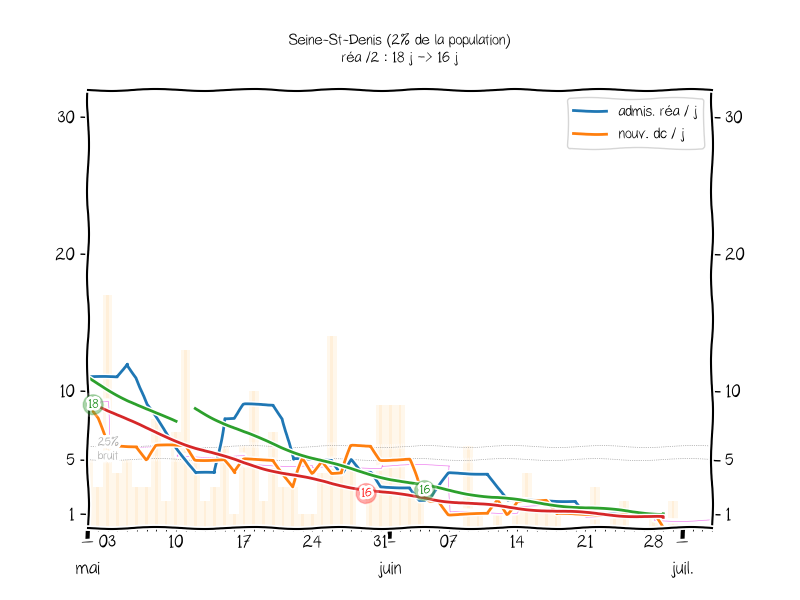 Seine-St-Denis (2% de la population)
réa /2 : 18 j -> 16 j
admis. réa / j
nouv. dc / j
30
30
20
20
10
10
18
25%
bruit
5
5
16
16
1
1
03
10
17
24
31
07
14
21
28
mai
juin
juil.